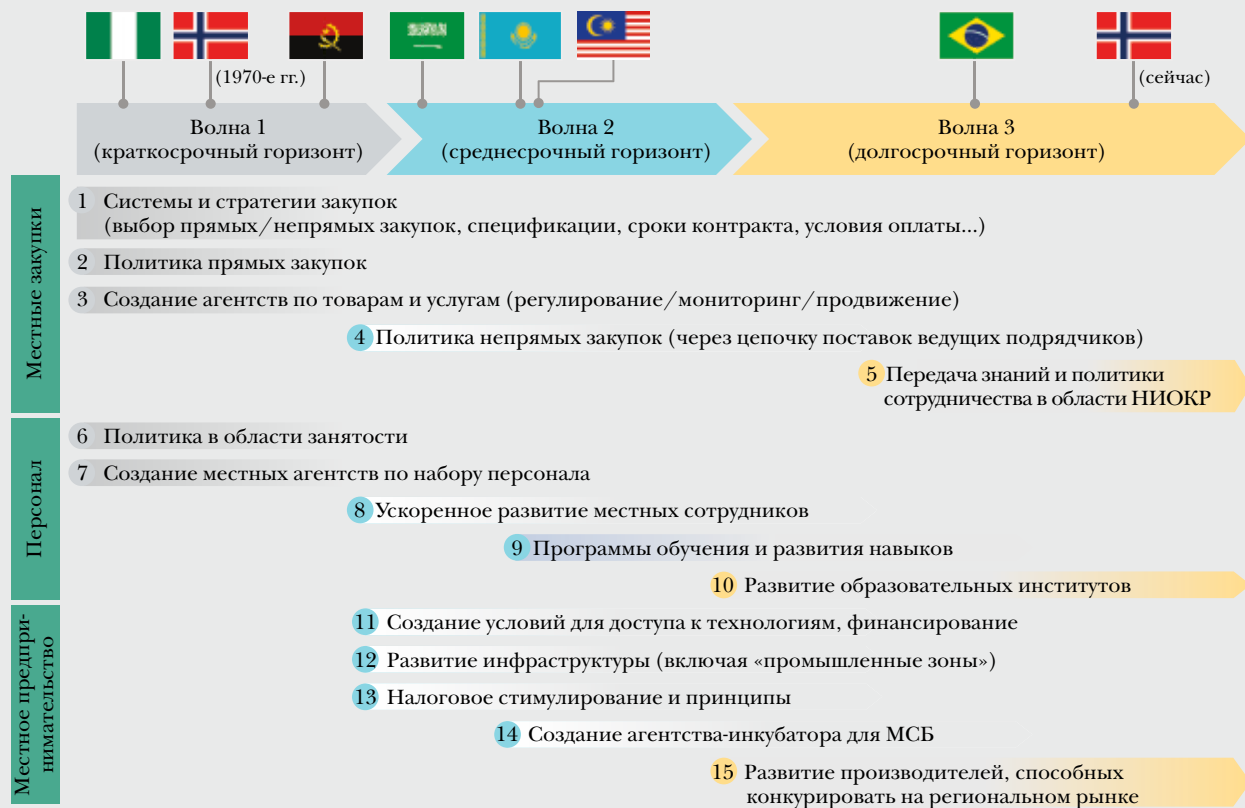 (1970-е гг.)
(сейчас)
Волна 1
(краткосрочный горизонт)
Волна 2
(среднесрочный горизонт)
Волна 3
(долгосрочный горизонт)
Местные закупки
1 Системы и стратегии закупок
(выбор прямых/непрямых закупок, спецификации, сроки контракта, условия оплаты...)
2 Политика прямых закупок
3 Создание агентств по товарам и услугам (регулирование/мониторинг/продвижение)
4 Политика непрямых закупок (через цепочку поставок ведущих подрядчиков)
5 Передача знаний и политики
сотрудничества в области НИОКР
Персонал
6 Политика в области занятости
7 Создание местных агентств по набору персонала
8 Ускоренное развитие местных сотрудников
9 Программы обучения и развития навыков
10 Развитие образовательных институтов
Местное предпри-
нимательство
11 Создание условий для доступа к технологиям, финансирование
12 Развитие инфраструктуры (включая «промышленные зоны»)
13 Налоговое стимулирование и принципы
14 Создание агентства-инкубатора для МСБ
15 Развитие производителей, способных
конкурировать на региональном рынке